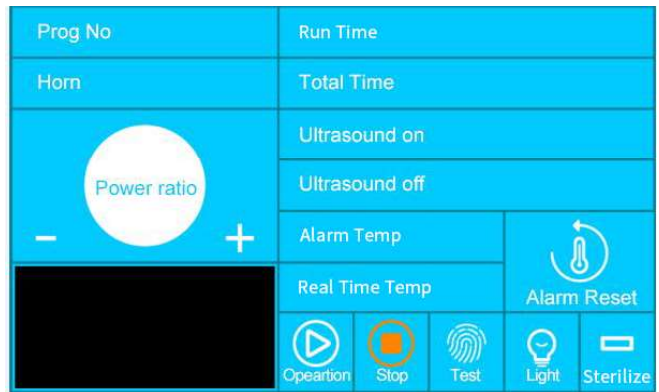 Prog No
Run Time
Horn
Total Time
Ultrasound on
Power ratio
Ultrasound off
- +
Alarm Temp
Real Time Temp
Alarm Reset
Opeartion
Stop
Test
Light
Sterilize